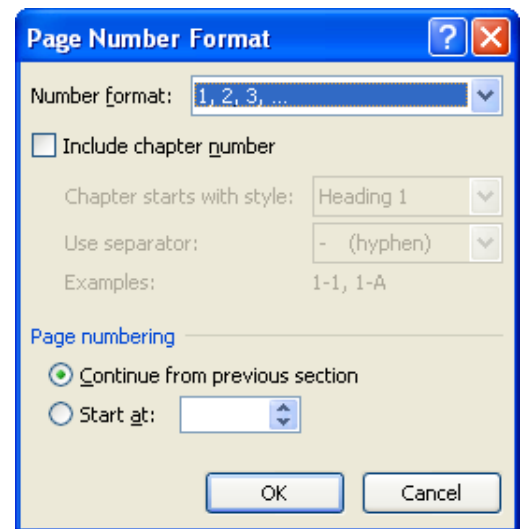 Page Number Format ?
Number format: 1, 2, 3, ...
Include chapter number
Chapter starts with style: Heading 1
Use separator: - (hyphen)
Examples: 1-1, 1-A
Page numbering
Continue from previous section
Start at:
OK Cancel